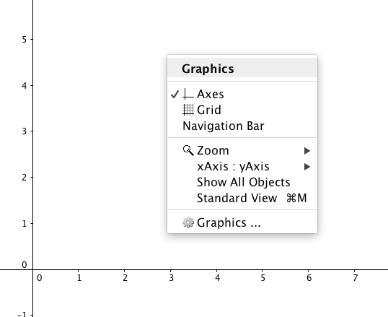 5
4
3
2
1
0
-1
0 1 2 3 4 5 6 7
Graphics
✓ Axes
Grid
Navigation Bar
Zoom ▶
xAxis : yAxis ▶
Show All Objects
Standard View ⌘M
Graphics ...